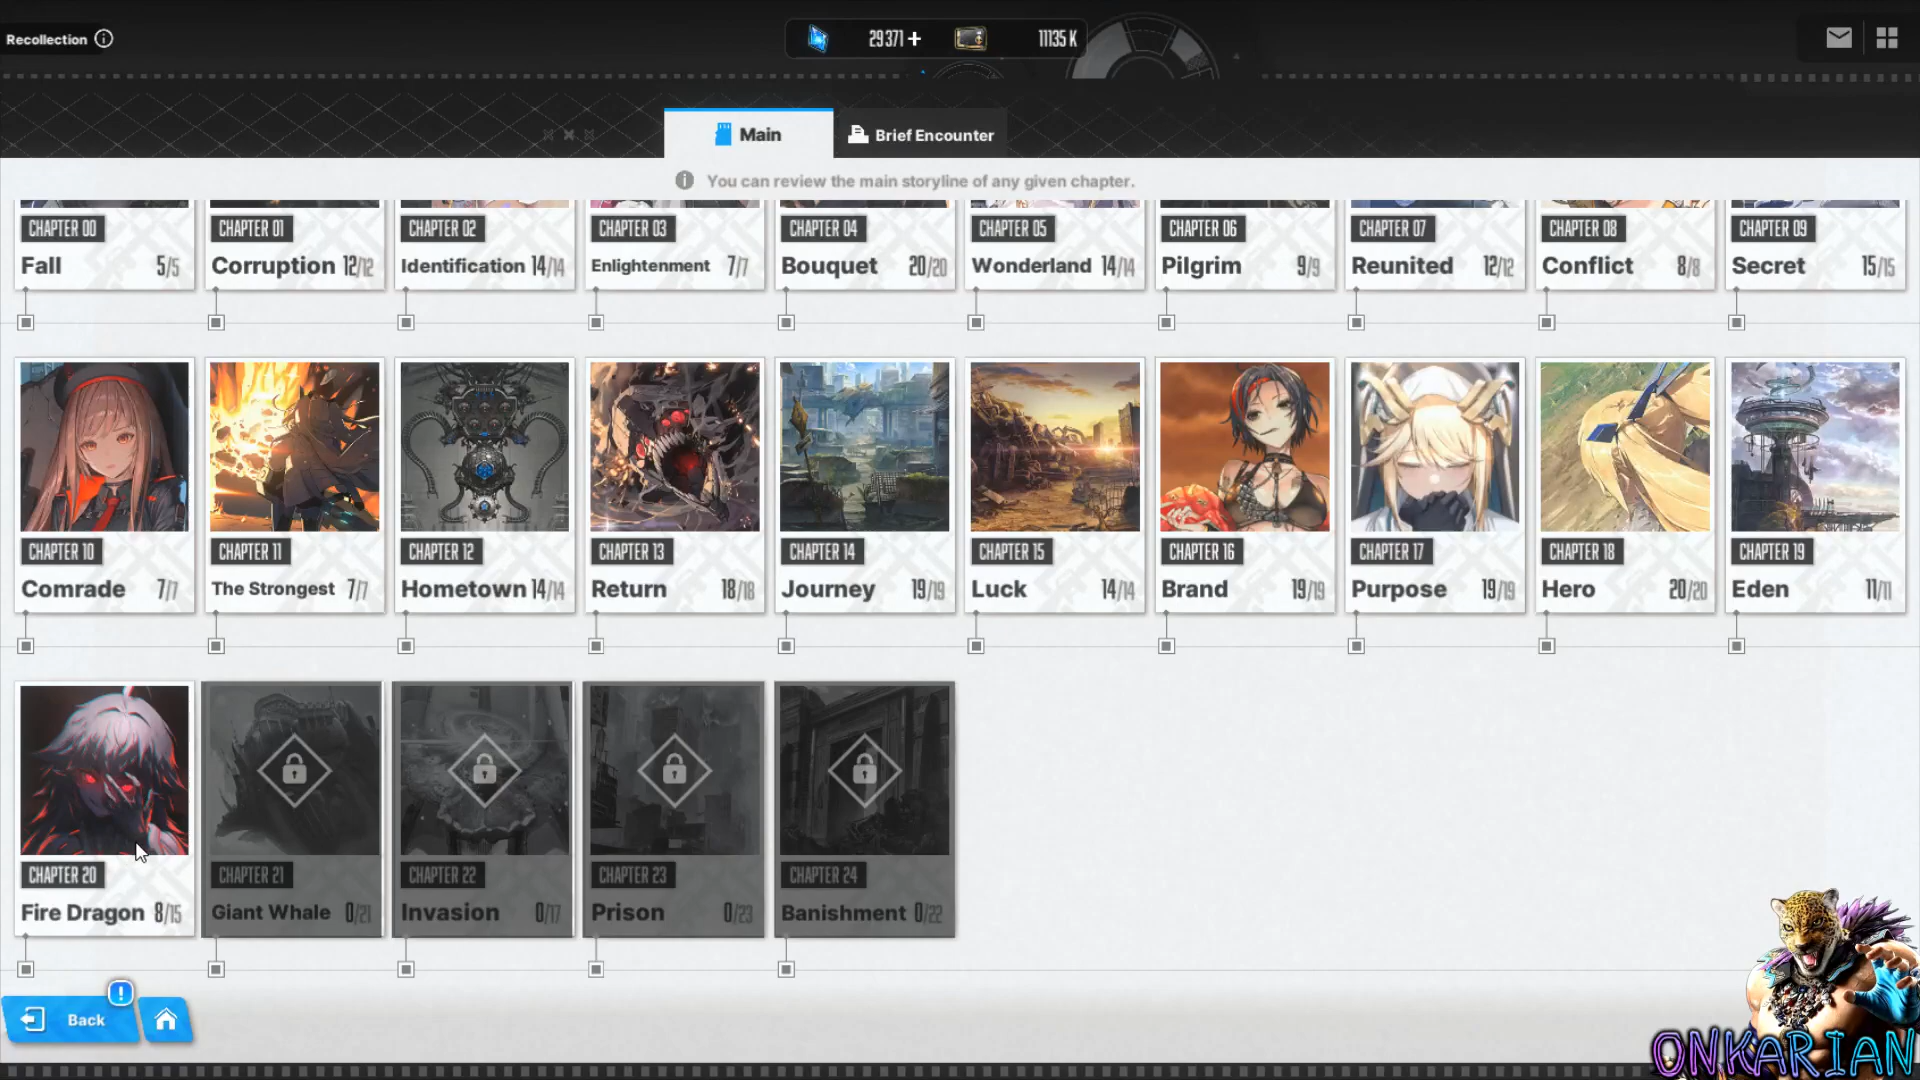 Recollection
29371
11135 K
Main
Brief Encounter
You can review the main storyline of any given chapter.
CHAPTER 00
Fall 5/5
CHAPTER 01
Corruption 12/12
CHAPTER 02
Identification 14/14
CHAPTER 03
Enlightenment 7/7
CHAPTER 04
Bouquet 20/20
CHAPTER 05
Wonderland 14/14
CHAPTER 06
Pilgrim 9/9
CHAPTER 07
Reunited 12/12
CHAPTER 08
Conflict 8/8
CHAPTER 09
Secret 15/15
CHAPTER 10
Comrade 7/7
CHAPTER 11
The Strongest 7/7
CHAPTER 12
Hometown 14/14
CHAPTER 13
Return 18/18
CHAPTER 14
Journey 19/19
CHAPTER 15
Luck 14/14
CHAPTER 16
Brand 19/19
CHAPTER 17
Purpose 19/19
CHAPTER 18
Hero 20/20
CHAPTER 19
Eden 11/11
CHAPTER 20
Fire Dragon 8/15
CHAPTER 21
Giant Whale 0/21
CHAPTER 22
Invasion 0/17
CHAPTER 23
Prison 0/23
CHAPTER 24
Banishment 0/22
Back
ONKARIAN